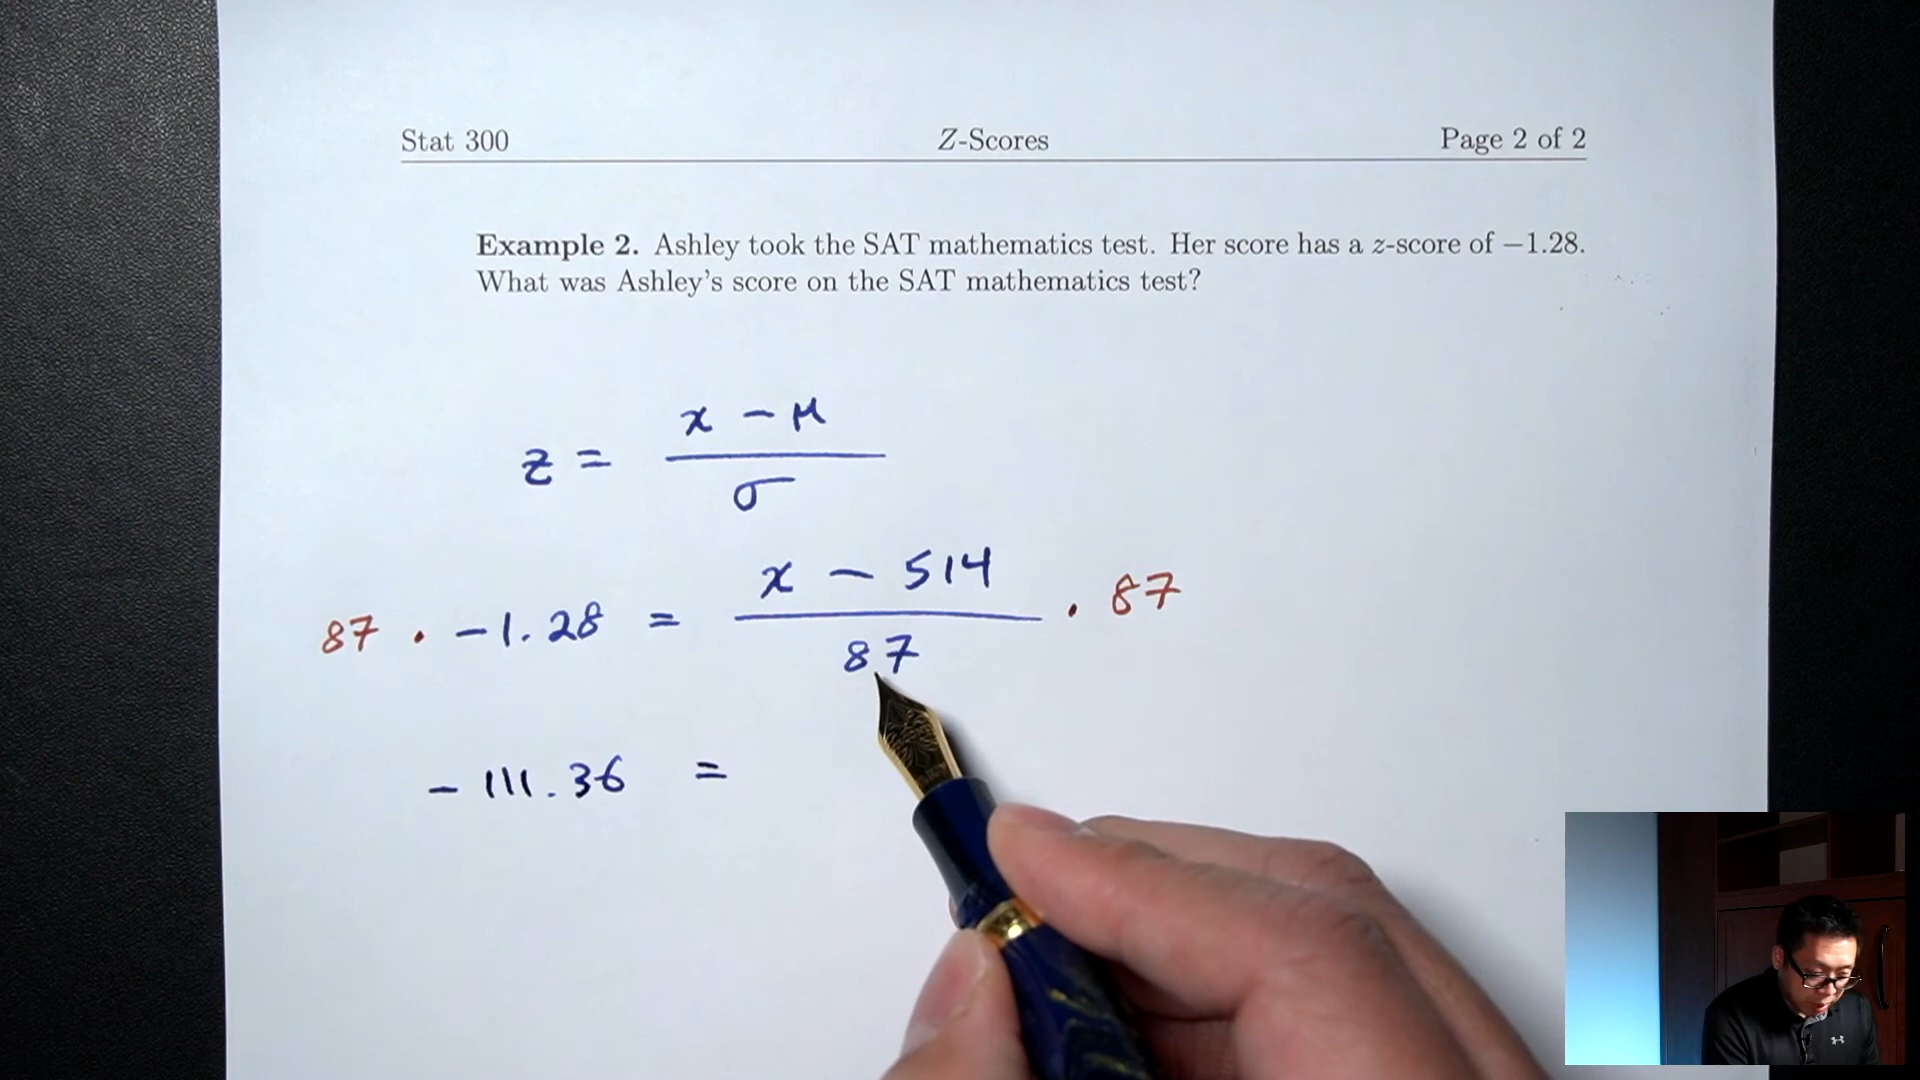 Stat 300 Z-Scores Page 2 of 2
Example 2. Ashley took the SAT mathematics test. Her score has a z-score of −1.28.
What was Ashley's score on the SAT mathematics test?
x − μ
z =
σ
x − 514
87 · −1.28 = · 87
87
− 111.36 =